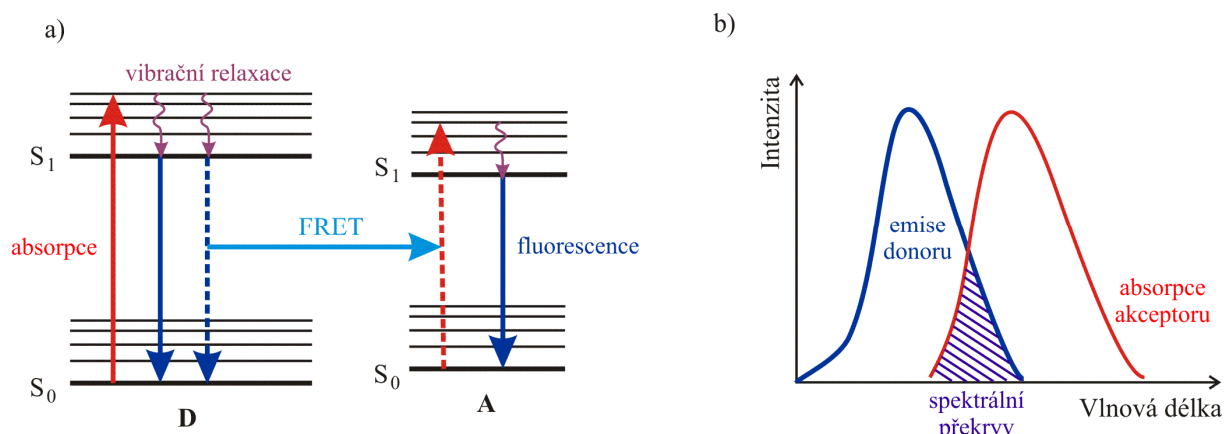 a)
vibrační relaxace
S1
absorpce
S0
D
FRET
S1
fluorescence
S0
A
b)
Intenzita
emise
donoru
absorpce
akceptoru
spektrální
překryv
Vlnová délka